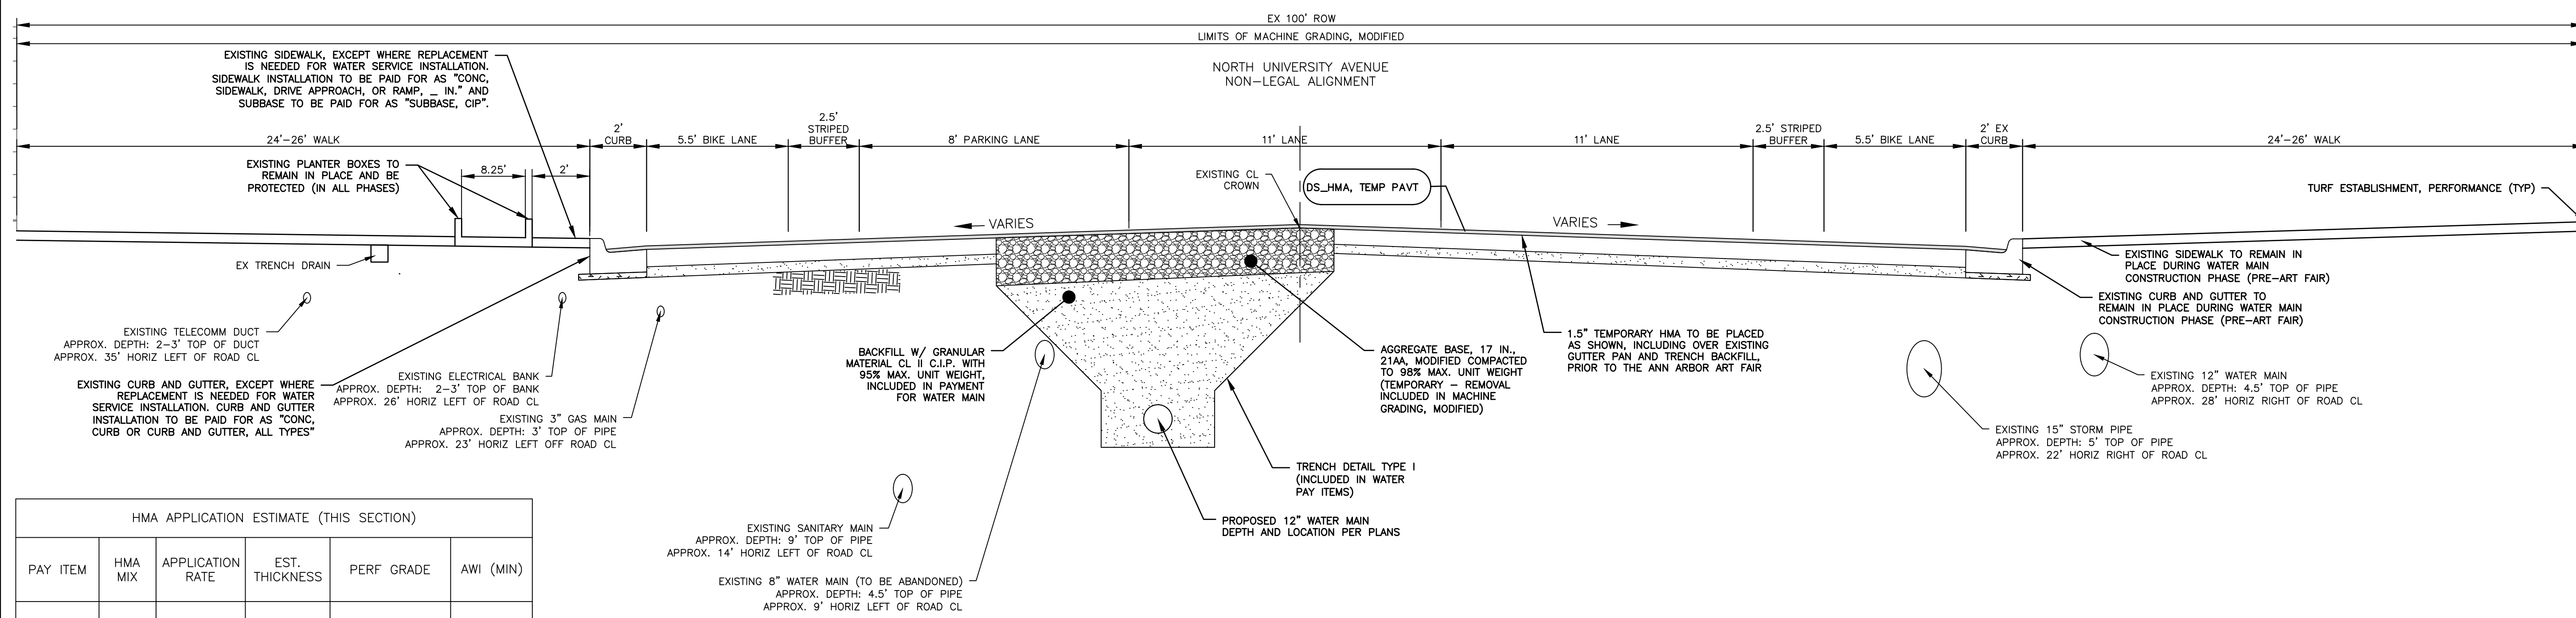 EX 100' ROW
LIMITS OF MACHINE GRADING, MODIFIED
NORTH UNIVERSITY AVENUE
NON-LEGAL ALIGNMENT
EXISTING SIDEWALK, EXCEPT WHERE REPLACEMENT
IS NEEDED FOR WATER SERVICE INSTALLATION.
SIDEWALK INSTALLATION TO BE PAID FOR AS "CONC,
SIDEWALK, DRIVE APPROACH, OR RAMP, _ IN." AND
SUBBASE TO BE PAID FOR AS "SUBBASE, CIP".
24'-26' WALK
2'
CURB
5.5' BIKE LANE
2.5'
STRIPED
BUFFER
8' PARKING LANE
11' LANE
11' LANE
2.5' STRIPED
BUFFER
5.5' BIKE LANE
2' EX
CURB
24'-26' WALK
EXISTING PLANTER BOXES TO
REMAIN IN PLACE AND BE
PROTECTED (IN ALL PHASES)
8.25'
2'
EXISTING CL
CROWN
DS_HMA, TEMP PAVT
TURF ESTABLISHMENT, PERFORMANCE (TYP)
VARIES
VARIES
EX TRENCH DRAIN
EXISTING SIDEWALK TO REMAIN IN
PLACE DURING WATER MAIN
CONSTRUCTION PHASE (PRE-ART FAIR)
EXISTING CURB AND GUTTER TO
REMAIN IN PLACE DURING WATER MAIN
CONSTRUCTION PHASE (PRE-ART FAIR)
EXISTING TELECOMM DUCT
APPROX. DEPTH: 2-3' TOP OF DUCT
APPROX. 35' HORIZ LEFT OF ROAD CL
EXISTING CURB AND GUTTER, EXCEPT WHERE
REPLACEMENT IS NEEDED FOR WATER
SERVICE INSTALLATION. CURB AND GUTTER
INSTALLATION TO BE PAID FOR AS "CONC,
CURB OR CURB AND GUTTER, ALL TYPES"
EXISTING ELECTRICAL BANK
APPROX. DEPTH: 2-3' TOP OF BANK
APPROX. 26' HORIZ LEFT OF ROAD CL
EXISTING 3" GAS MAIN
APPROX. DEPTH: 3' TOP OF PIPE
APPROX. 23' HORIZ LEFT OFF ROAD CL
BACKFILL W/ GRANULAR
MATERIAL CL II C.I.P. WITH
95% MAX. UNIT WEIGHT,
INCLUDED IN PAYMENT
FOR WATER MAIN
AGGREGATE BASE, 17 IN.,
21AA, MODIFIED COMPACTED
TO 98% MAX. UNIT WEIGHT
(TEMPORARY - REMOVAL
INCLUDED IN MACHINE
GRADING, MODIFIED)
1.5" TEMPORARY HMA TO BE PLACED
AS SHOWN, INCLUDING OVER EXISTING
GUTTER PAN AND TRENCH BACKFILL,
PRIOR TO THE ANN ARBOR ART FAIR
EXISTING 12" WATER MAIN
APPROX. DEPTH: 4.5' TOP OF PIPE
APPROX. 28' HORIZ RIGHT OF ROAD CL
EXISTING 15" STORM PIPE
APPROX. DEPTH: 5' TOP OF PIPE
APPROX. 22' HORIZ RIGHT OF ROAD CL
TRENCH DETAIL TYPE I
(INCLUDED IN WATER
PAY ITEMS)
PROPOSED 12" WATER MAIN
DEPTH AND LOCATION PER PLANS
EXISTING SANITARY MAIN
APPROX. DEPTH: 9' TOP OF PIPE
APPROX. 14' HORIZ LEFT OF ROAD CL
EXISTING 8" WATER MAIN (TO BE ABANDONED)
APPROX. DEPTH: 4.5' TOP OF PIPE
APPROX. 9' HORIZ LEFT OF ROAD CL
HMA APPLICATION ESTIMATE (THIS SECTION)
PAY ITEM
HMA
MIX
APPLICATION
RATE
EST.
THICKNESS
PERF GRADE
AWI (MIN)